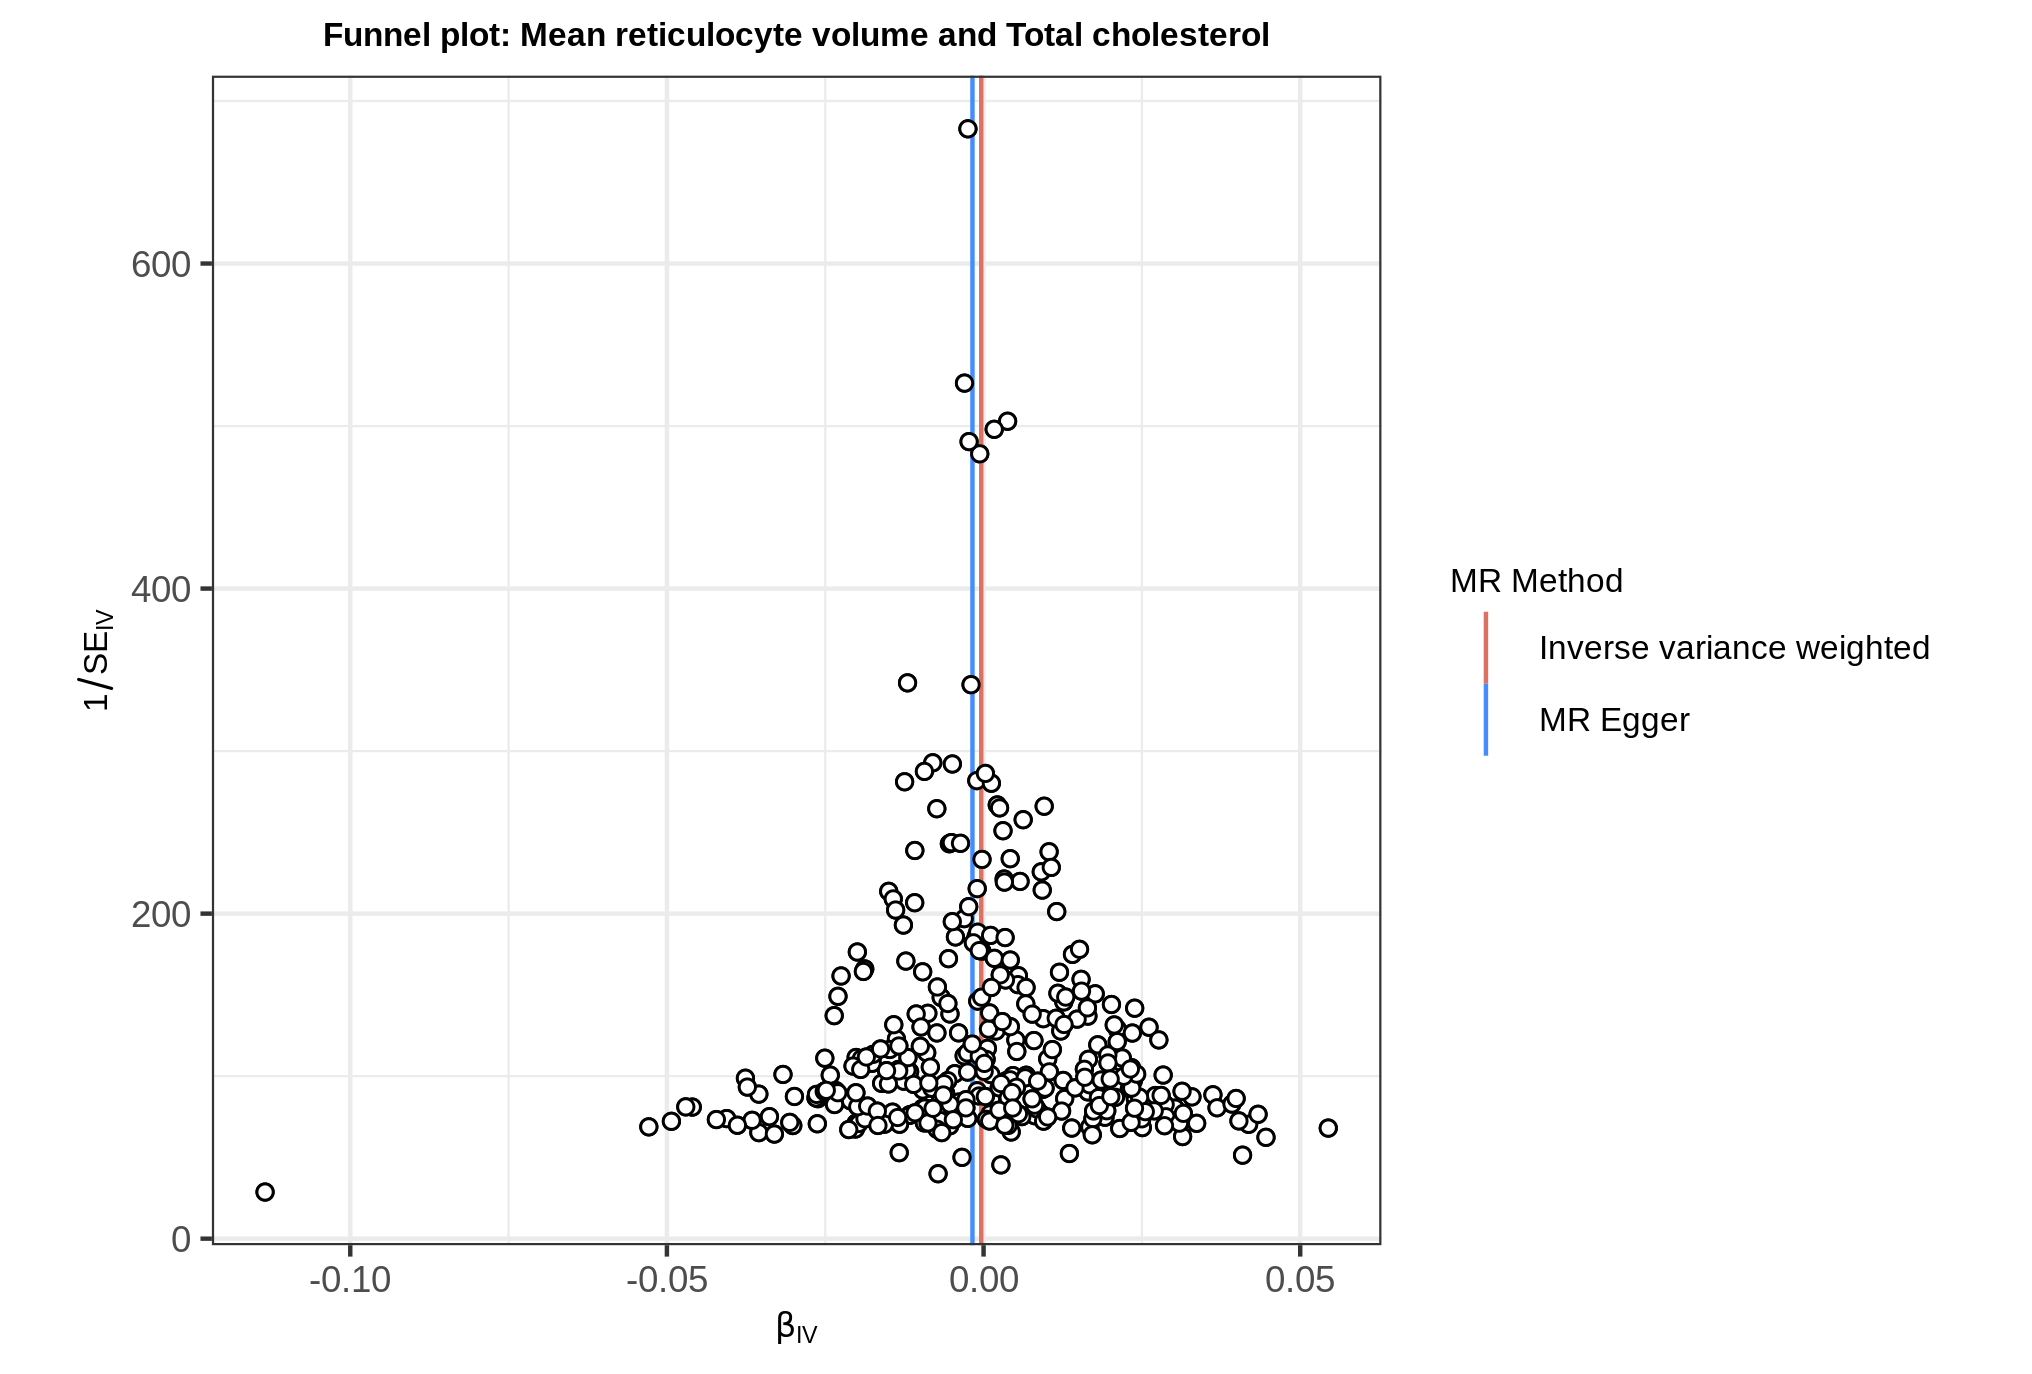 Funnel plot: Mean reticulocyte volume and Total cholesterol
600
400
200
0
1/SEIV
-0.10
-0.05
0.00
0.05
βIV
MR Method
Inverse variance weighted
MR Egger